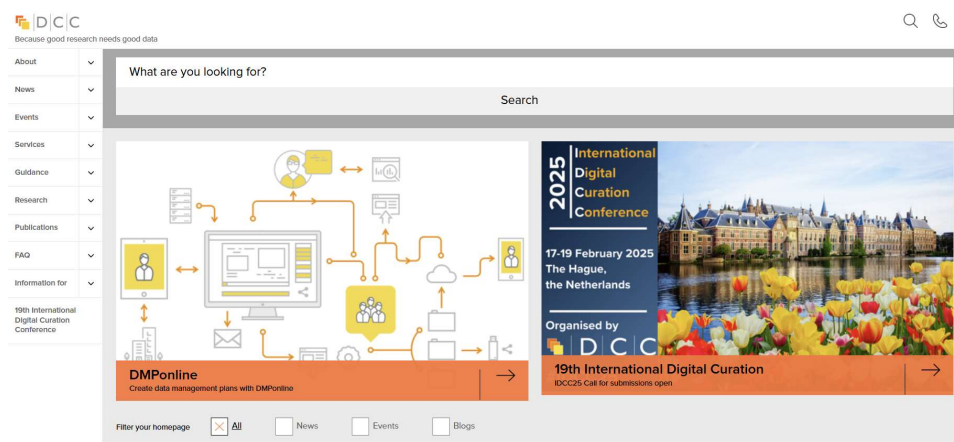 DCC
Because good research needs good data
About
News
Events
Services
Guidance
Research
Publications
FAQ
Information for
19th International
Digital Curation
Conference
What are you looking for?
Search
DMPonline
Create data management plans with DMPonline
2025
International
Digital
Curation
Conference
17-19 February 2025
The Hague,
the Netherlands
Organised by
DCC
19th International Digital Curation
IDCC25 Call for submissions open
Filter your homepage
All
News
Events
Blogs